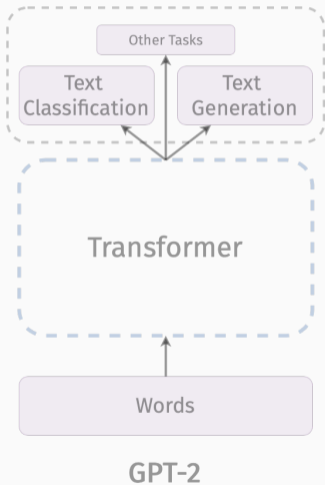 Other Tasks
Text
Classification
Text
Generation
Transformer
Words
GPT-2